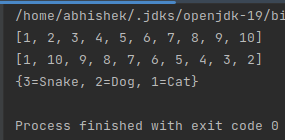 /home/abhishek/.jdks/openjdk-19/bi
[1, 2, 3, 4, 5, 6, 7, 8, 9, 10]
[1, 10, 9, 8, 7, 6, 5, 4, 3, 2]
{3=Snake, 2=Dog, 1=Cat}
Process finished with exit code 0